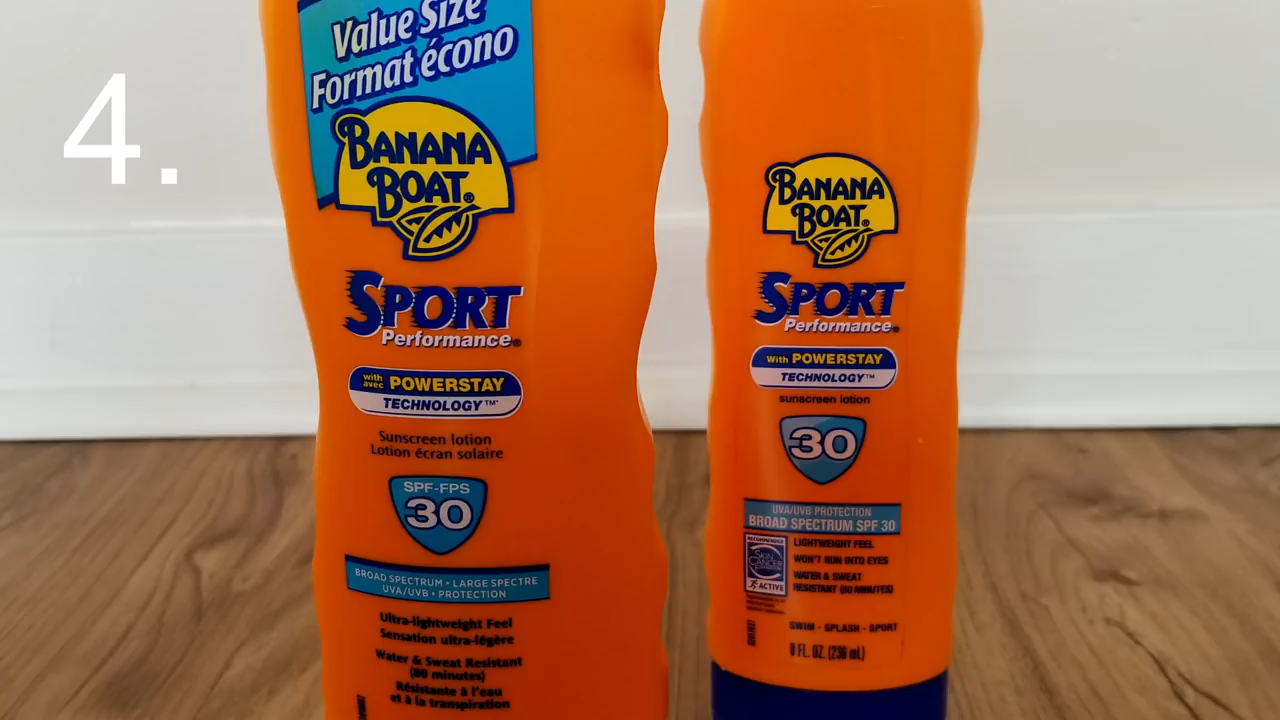 4.
Value Size
Format écono
BANANA
BOAT®
SPORT
Performance®
with
avec
POWERSTAY
TECHNOLOGY™
Sunscreen lotion
Lotion écran solaire
SPF-FPS
30
BROAD SPECTRUM • LARGE SPECTRE
UVA/UVB • PROTECTION
Ultra-lightweight Feel
Sensation ultra-légère
Water & Sweat Resistant
(80 minutes)
Résistante à l'eau
et à la transpiration
BANANA
BOAT®
SPORT
Performance®
With POWERSTAY
TECHNOLOGY™
sunscreen lotion
30
UVA/UVB PROTECTION
BROAD SPECTRUM SPF 30
RECOMMENDED
SKIN
CANCER
ACTIVE
LIGHTWEIGHT FEEL
WON'T RUN INTO EYES
WATER & SWEAT
RESISTANT (80 MINUTES)
SWIM - SPLASH - SPORT
8 FL. OZ. (236 mL)